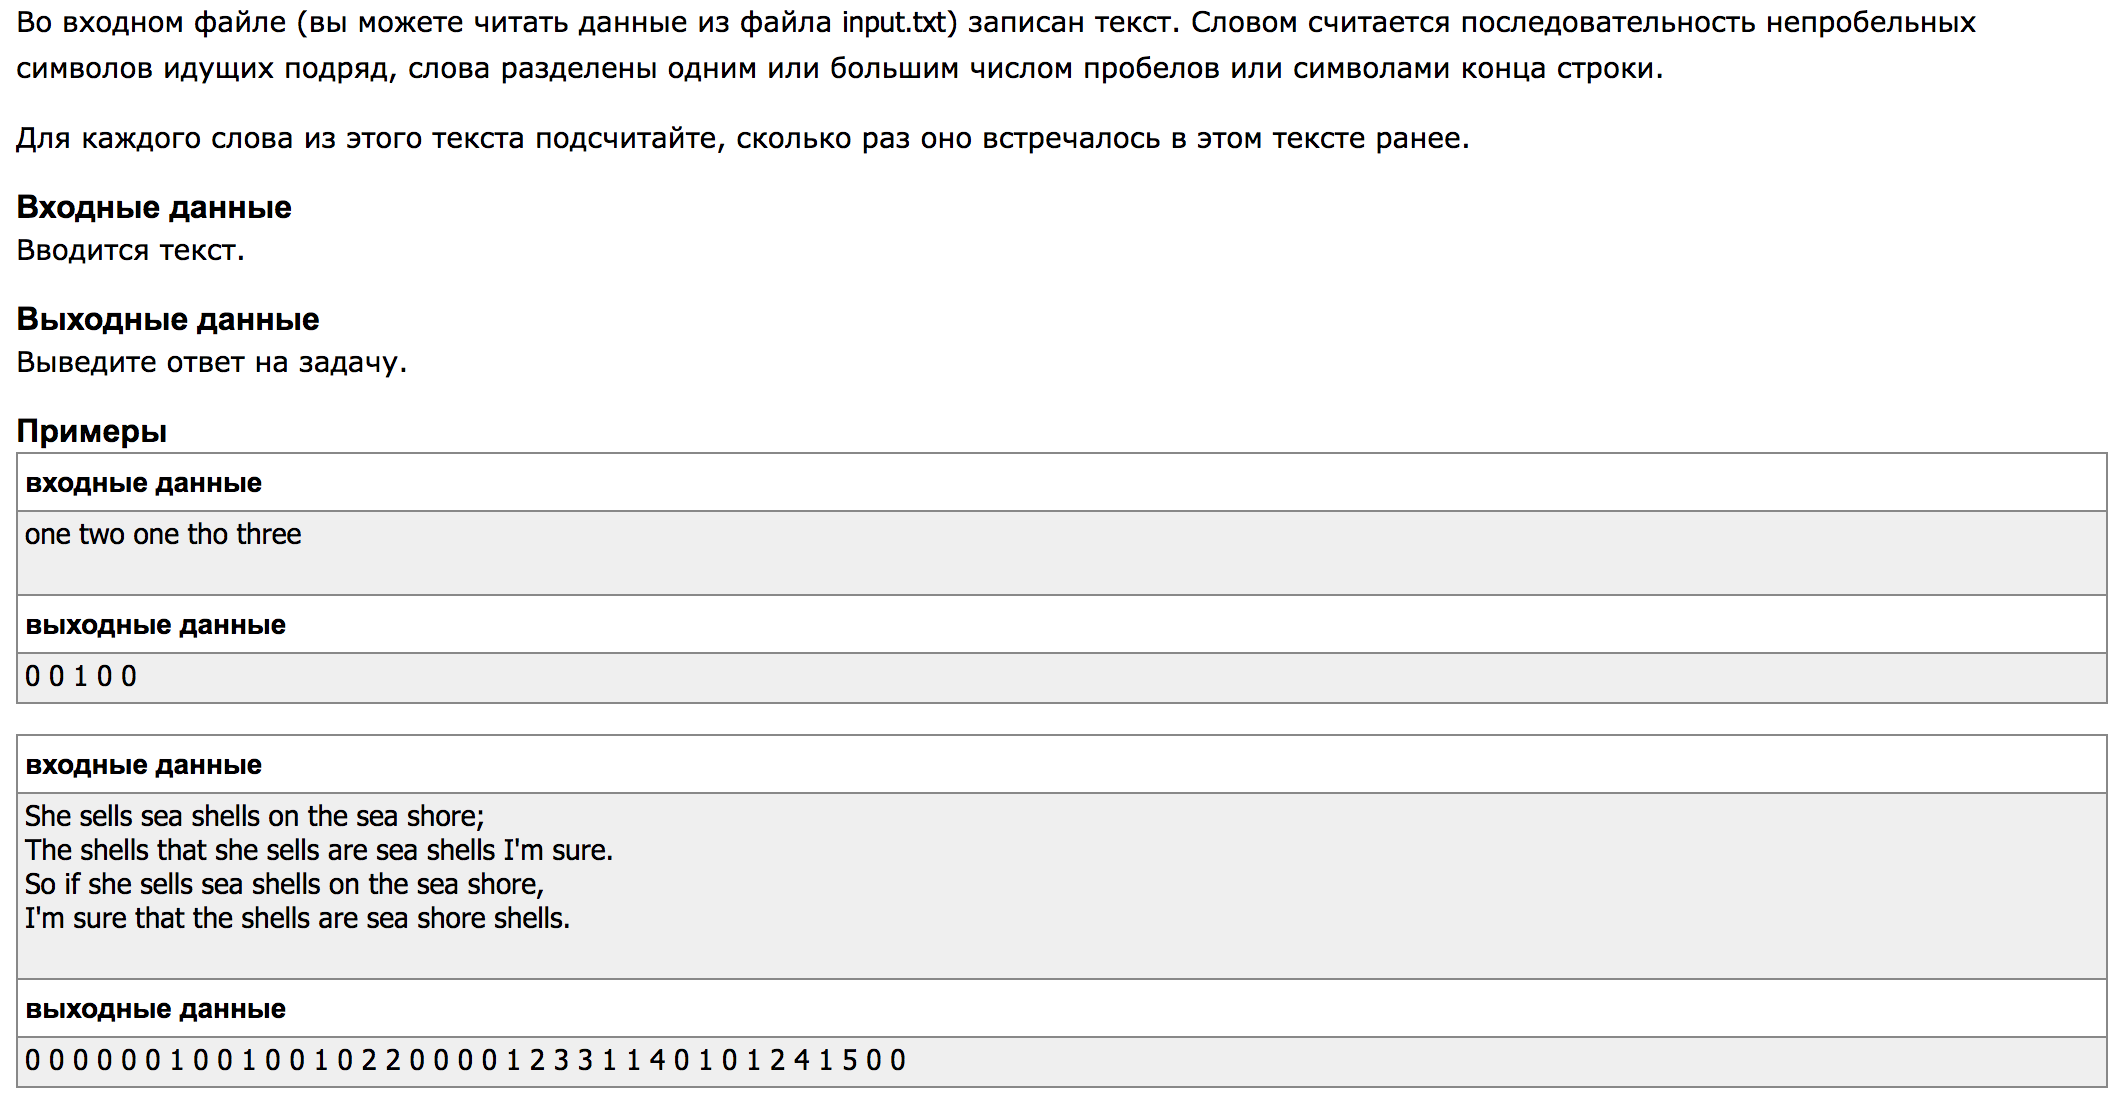 Во входном файле (вы можете читать данные из файла input.txt) записан текст. Словом считается последовательность непробельных
символов идущих подряд, слова разделены одним или большим числом пробелов или символами конца строки.
Для каждого слова из этого текста подсчитайте, сколько раз оно встречалось в этом тексте ранее.
Входные данные
Вводится текст.
Выходные данные
Выведите ответ на задачу.
Примеры
входные данные
one two one tho three
выходные данные
0 0 1 0 0
входные данные
She sells sea shells on the sea shore;
The shells that she sells are sea shells I'm sure.
So if she sells sea shells on the sea shore,
I'm sure that the shells are sea shore shells.
выходные данные
0 0 0 0 0 0 1 0 0 1 0 0 1 0 2 2 0 0 0 0 1 2 3 3 1 1 4 0 1 0 1 2 4 1 5 0 0